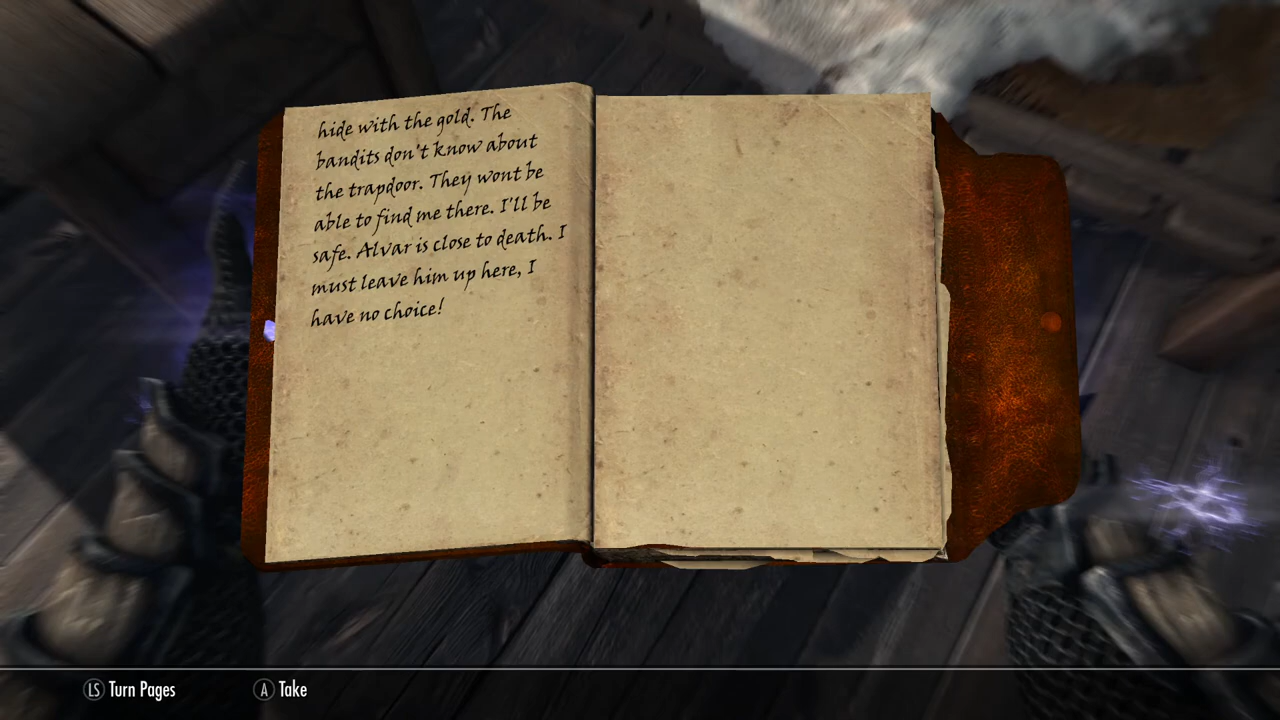 hide with the gold. The
bandits don't know about
the trapdoor. They wont be
able to find me there. I'll be
safe. Alvar is close to death. I
must leave him up here, I
have no choice!
LS Turn Pages
A Take